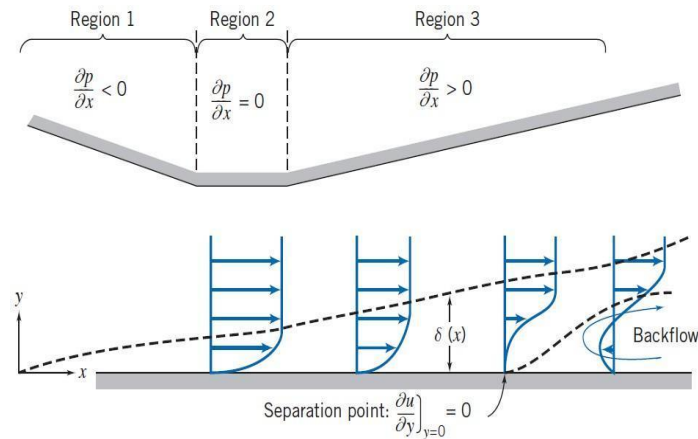 Region 1 Region 2 Region 3
∂p/∂x < 0 ∂p/∂x = 0 ∂p/∂x > 0
y
δ (x)
Backflow
x
Separation point: ∂u/∂y]y=0 = 0